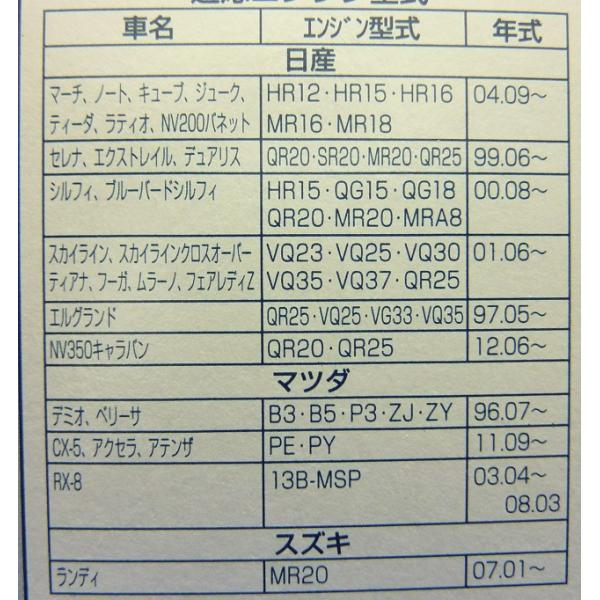 適応エンジン型式
車名 エンジン型式 年式
日産
マーチ、ノート、キューブ、ジューク、 HR12・HR15・HR16 04.09～
ティーダ、ラティオ、NV200バネット MR16・MR18
セレナ、エクストレイル、デュアリス QR20・SR20・MR20・QR25 99.06～
シルフィ、ブルーバードシルフィ HR15・QG15・QG18 00.08～
QR20・MR20・MRA8
スカイライン、スカイラインクロスオーバー VQ23・VQ25・VQ30 01.06～
ティアナ、フーガ、ムラーノ、フェアレディZ VQ35・VQ37・QR25
エルグランド QR25・VQ25・VG33・VQ35 97.05～
NV350キャラバン QR20・QR25 12.06～
マツダ
デミオ、ベリーサ B3・B5・P3・ZJ・ZY 96.07～
CX-5、アクセラ、アテンザ PE・PY 11.09～
RX-8 13B-MSP 03.04～
08.03
スズキ
ランディ MR20 07.01～